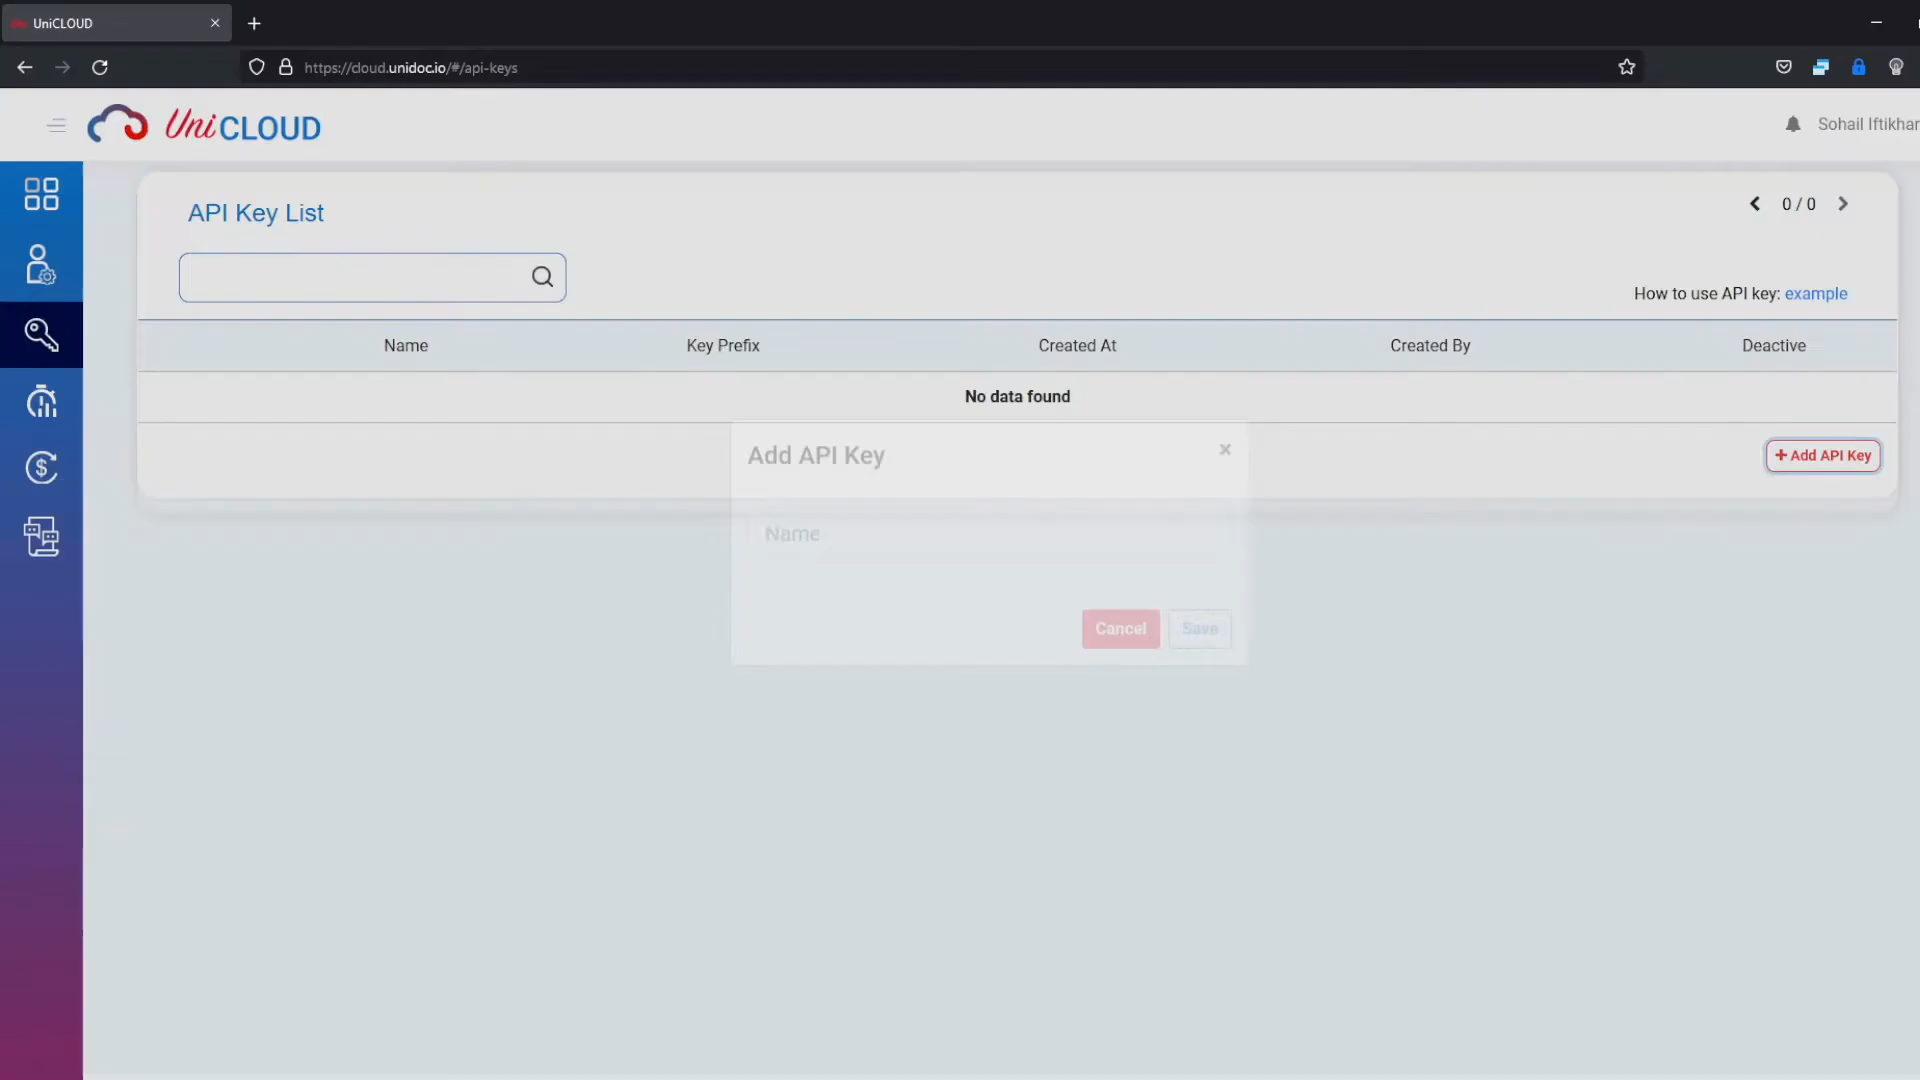 UniCLOUD
https://cloud.unidoc.io/#/api-keys
Uni CLOUD
Sohail Iftikhar
API Key List
0 / 0
How to use API key: example
Name Key Prefix Created At Created By Deactive
No data found
Add API Key
+ Add API Key
Name
Cancel Save